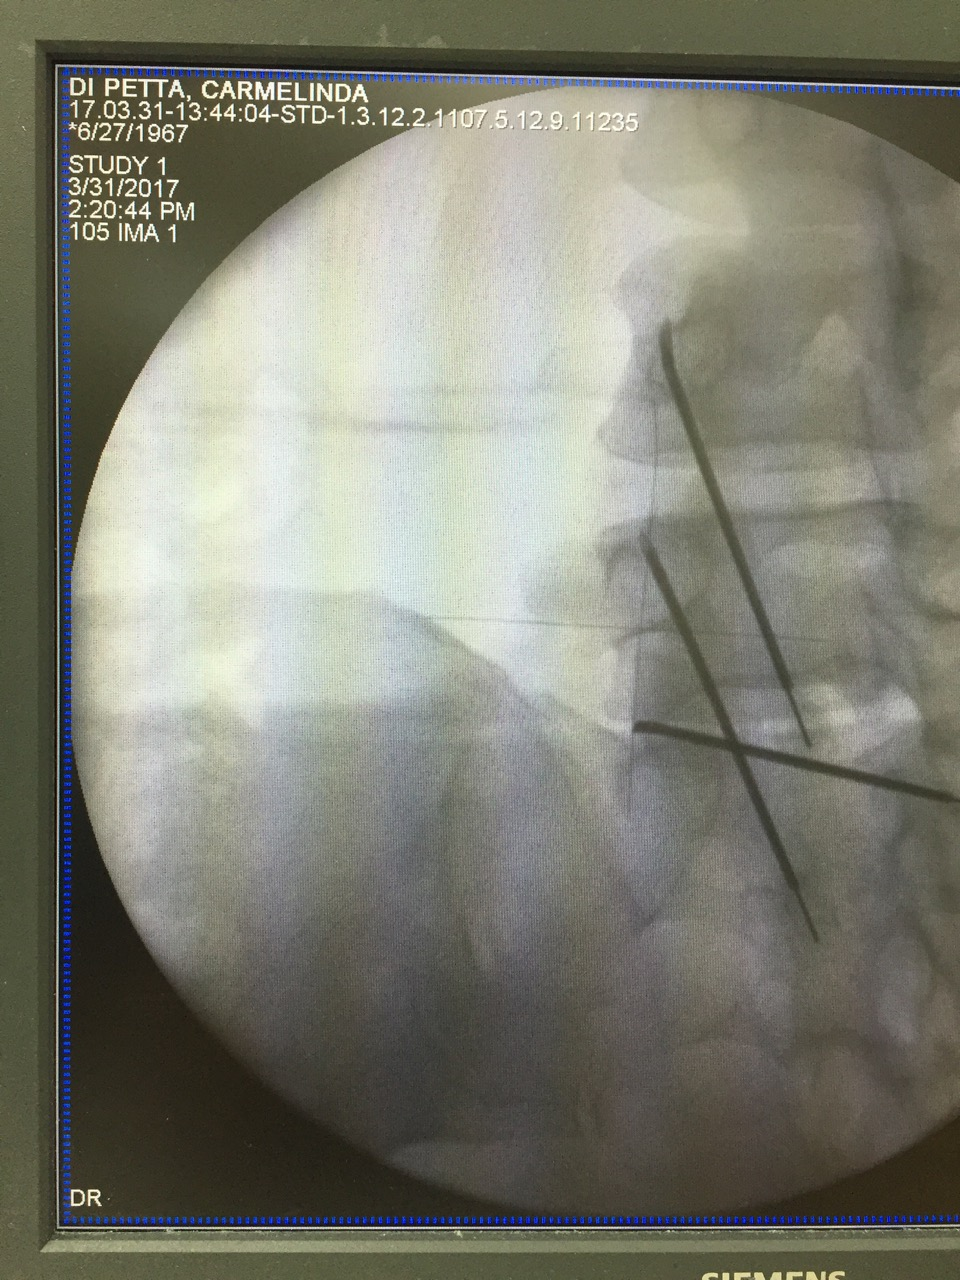 DI PETTA, CARMELINDA
17.03.31-13:44:04-STD-1.3.12.2.1107.5.12.9.11235
*6/27/1967
STUDY 1
3/31/2017
2:20:44 PM
105 IMA 1
DR
SIEMENS